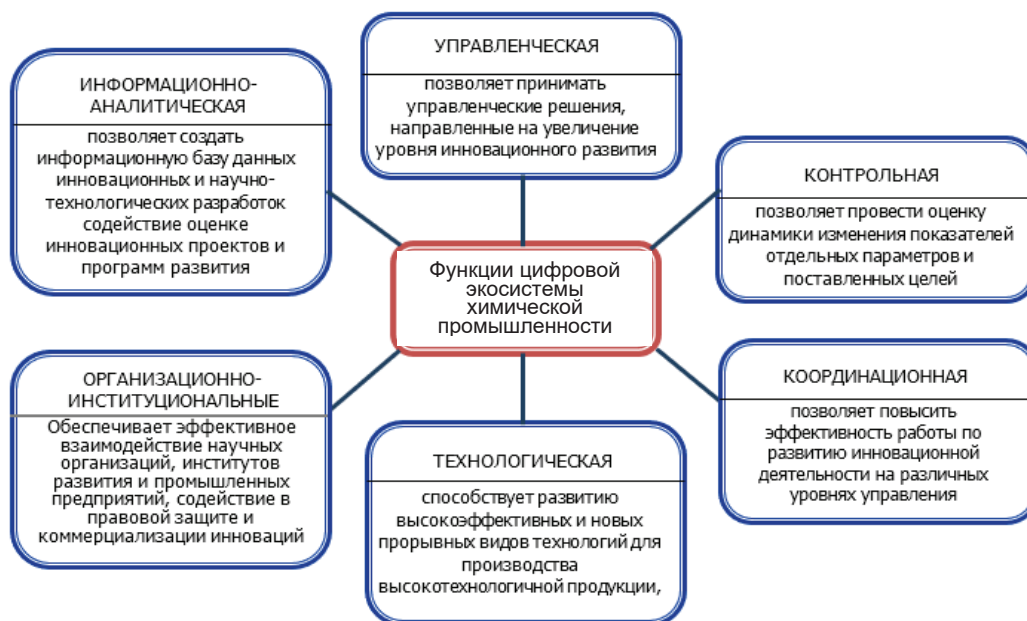 УПРАВЛЕНЧЕСКАЯ
позволяет принимать
управленческие решения,
направленные на увеличение
уровня инновационного развития
ИНФОРМАЦИОННО-
АНАЛИТИЧЕСКАЯ
позволяет создать
информационную базу данных
инновационных и научно-
технологических разработок
содействие оценке
инновационных проектов и
программ развития
КОНТРОЛЬНАЯ
позволяет провести оценку
динамики изменения показателей
отдельных параметров и
поставленных целей
Функции цифровой
экосистемы
химической
промышленности
ОРГАНИЗАЦИОННО-
ИНСТИТУЦИОНАЛЬНЫЕ
Обеспечивает эффективное
взаимодействие научных
организаций, институтов
развития и промышленных
предприятий, содействие в
правовой защите и
коммерциализации инноваций
ТЕХНОЛОГИЧЕСКАЯ
способствует развитию
высокоэффективных и новых
прорывных видов технологий для
производства
высокотехнологичной продукции,
КООРДИНАЦИОННАЯ
позволяет повысить
эффективность работы по
развитию инновационной
деятельности на различных
уровнях управления